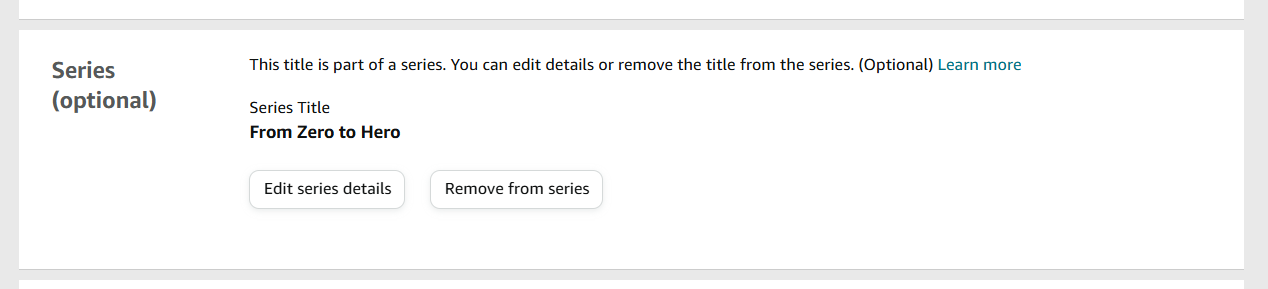 Series
(optional)
This title is part of a series. You can edit details or remove the title from the series. (Optional) Learn more
Series Title
From Zero to Hero
Edit series details
Remove from series